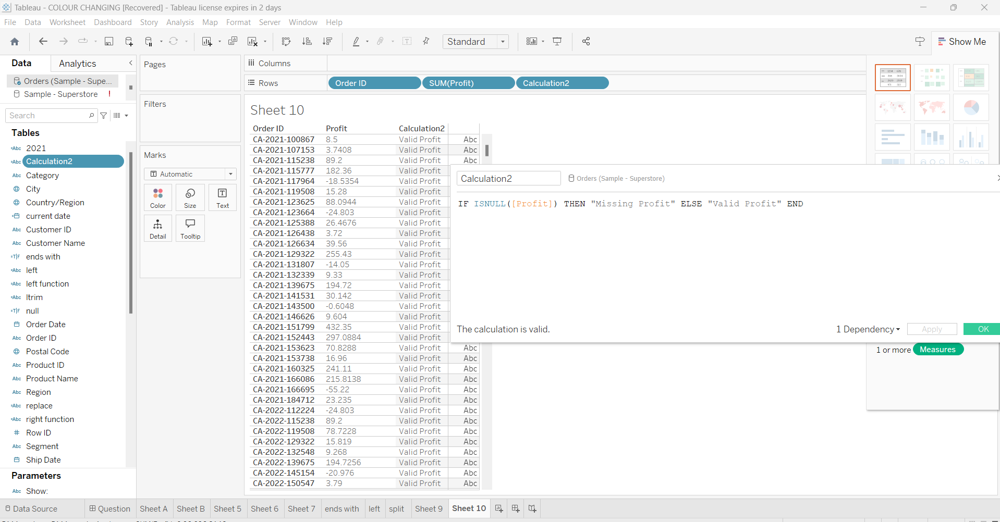 Tableau - COLOUR CHANGING [Recovered] - Tableau license expires in 2 days
File Data Worksheet Dashboard Story Analysis Map Format Server Window Help
Standard
Show Me
Data Analytics
Orders (Sample - Supe...
Sample - Superstore !
Search
Tables
Abc 2021
Abc Calculation2
Abc Category
City
Country/Region
current date
Abc Customer ID
Abc Customer Name
T|F ends with
Abc left
Abc left function
Abc ltrim
T|F null
Order Date
Abc Order ID
Postal Code
Abc Product ID
Abc Product Name
Abc Region
Abc replace
Abc right function
# Row ID
Abc Segment
Ship Date
Parameters
Abc Show:
Pages
Filters
Marks
Automatic
Color Size Text
Detail Tooltip
Columns
Rows Order ID SUM(Profit) Calculation2
Sheet 10
Order ID Profit Calculation2
CA-2021-100867 8.5 Valid Profit Abc
CA-2021-107153 3.7408 Valid Profit Abc
CA-2021-115238 89.2 Valid Profit Abc
CA-2021-115777 182.36 Valid Profit
CA-2021-117964 -18.5354 Valid Profit
CA-2021-119508 15.28 Valid Profit
CA-2021-123625 88.0944 Valid Profit
CA-2021-123664 -24.803 Valid Profit
CA-2021-125388 26.4676 Valid Profit
CA-2021-126438 3.72 Valid Profit
CA-2021-126634 39.56 Valid Profit
CA-2021-129322 255.43 Valid Profit
CA-2021-131807 -14.05 Valid Profit
CA-2021-132339 9.33 Valid Profit
CA-2021-139675 194.72 Valid Profit
CA-2021-141531 30.142 Valid Profit
CA-2021-143500 -0.6048 Valid Profit
CA-2021-146626 9.604 Valid Profit
CA-2021-151799 432.35 Valid Profit
CA-2021-152443 297.0884 Valid Profit
CA-2021-153623 70.8288 Valid Profit Abc
CA-2021-153738 16.96 Valid Profit Abc
CA-2021-160325 241.11 Valid Profit Abc
CA-2021-166086 215.8138 Valid Profit Abc
CA-2021-166695 -55.22 Valid Profit Abc
CA-2021-184712 23.235 Valid Profit Abc
CA-2022-112224 -24.803 Valid Profit Abc
CA-2022-115238 89.2 Valid Profit Abc
CA-2022-119508 78.7228 Valid Profit Abc
CA-2022-129322 15.819 Valid Profit Abc
CA-2022-132548 9.268 Valid Profit Abc
CA-2022-139675 194.7256 Valid Profit Abc
CA-2022-145154 -20.976 Valid Profit Abc
CA-2022-150547 3.79 Valid Profit Abc
Calculation2 Orders (Sample - Superstore)
IF ISNULL([Profit]) THEN "Missing Profit" ELSE "Valid Profit" END
The calculation is valid.
1 Dependency Apply OK
1 or more Measures
Data Source Question Sheet A Sheet B Sheet 5 Sheet 6 Sheet 7 ends with left split Sheet 9 Sheet 10